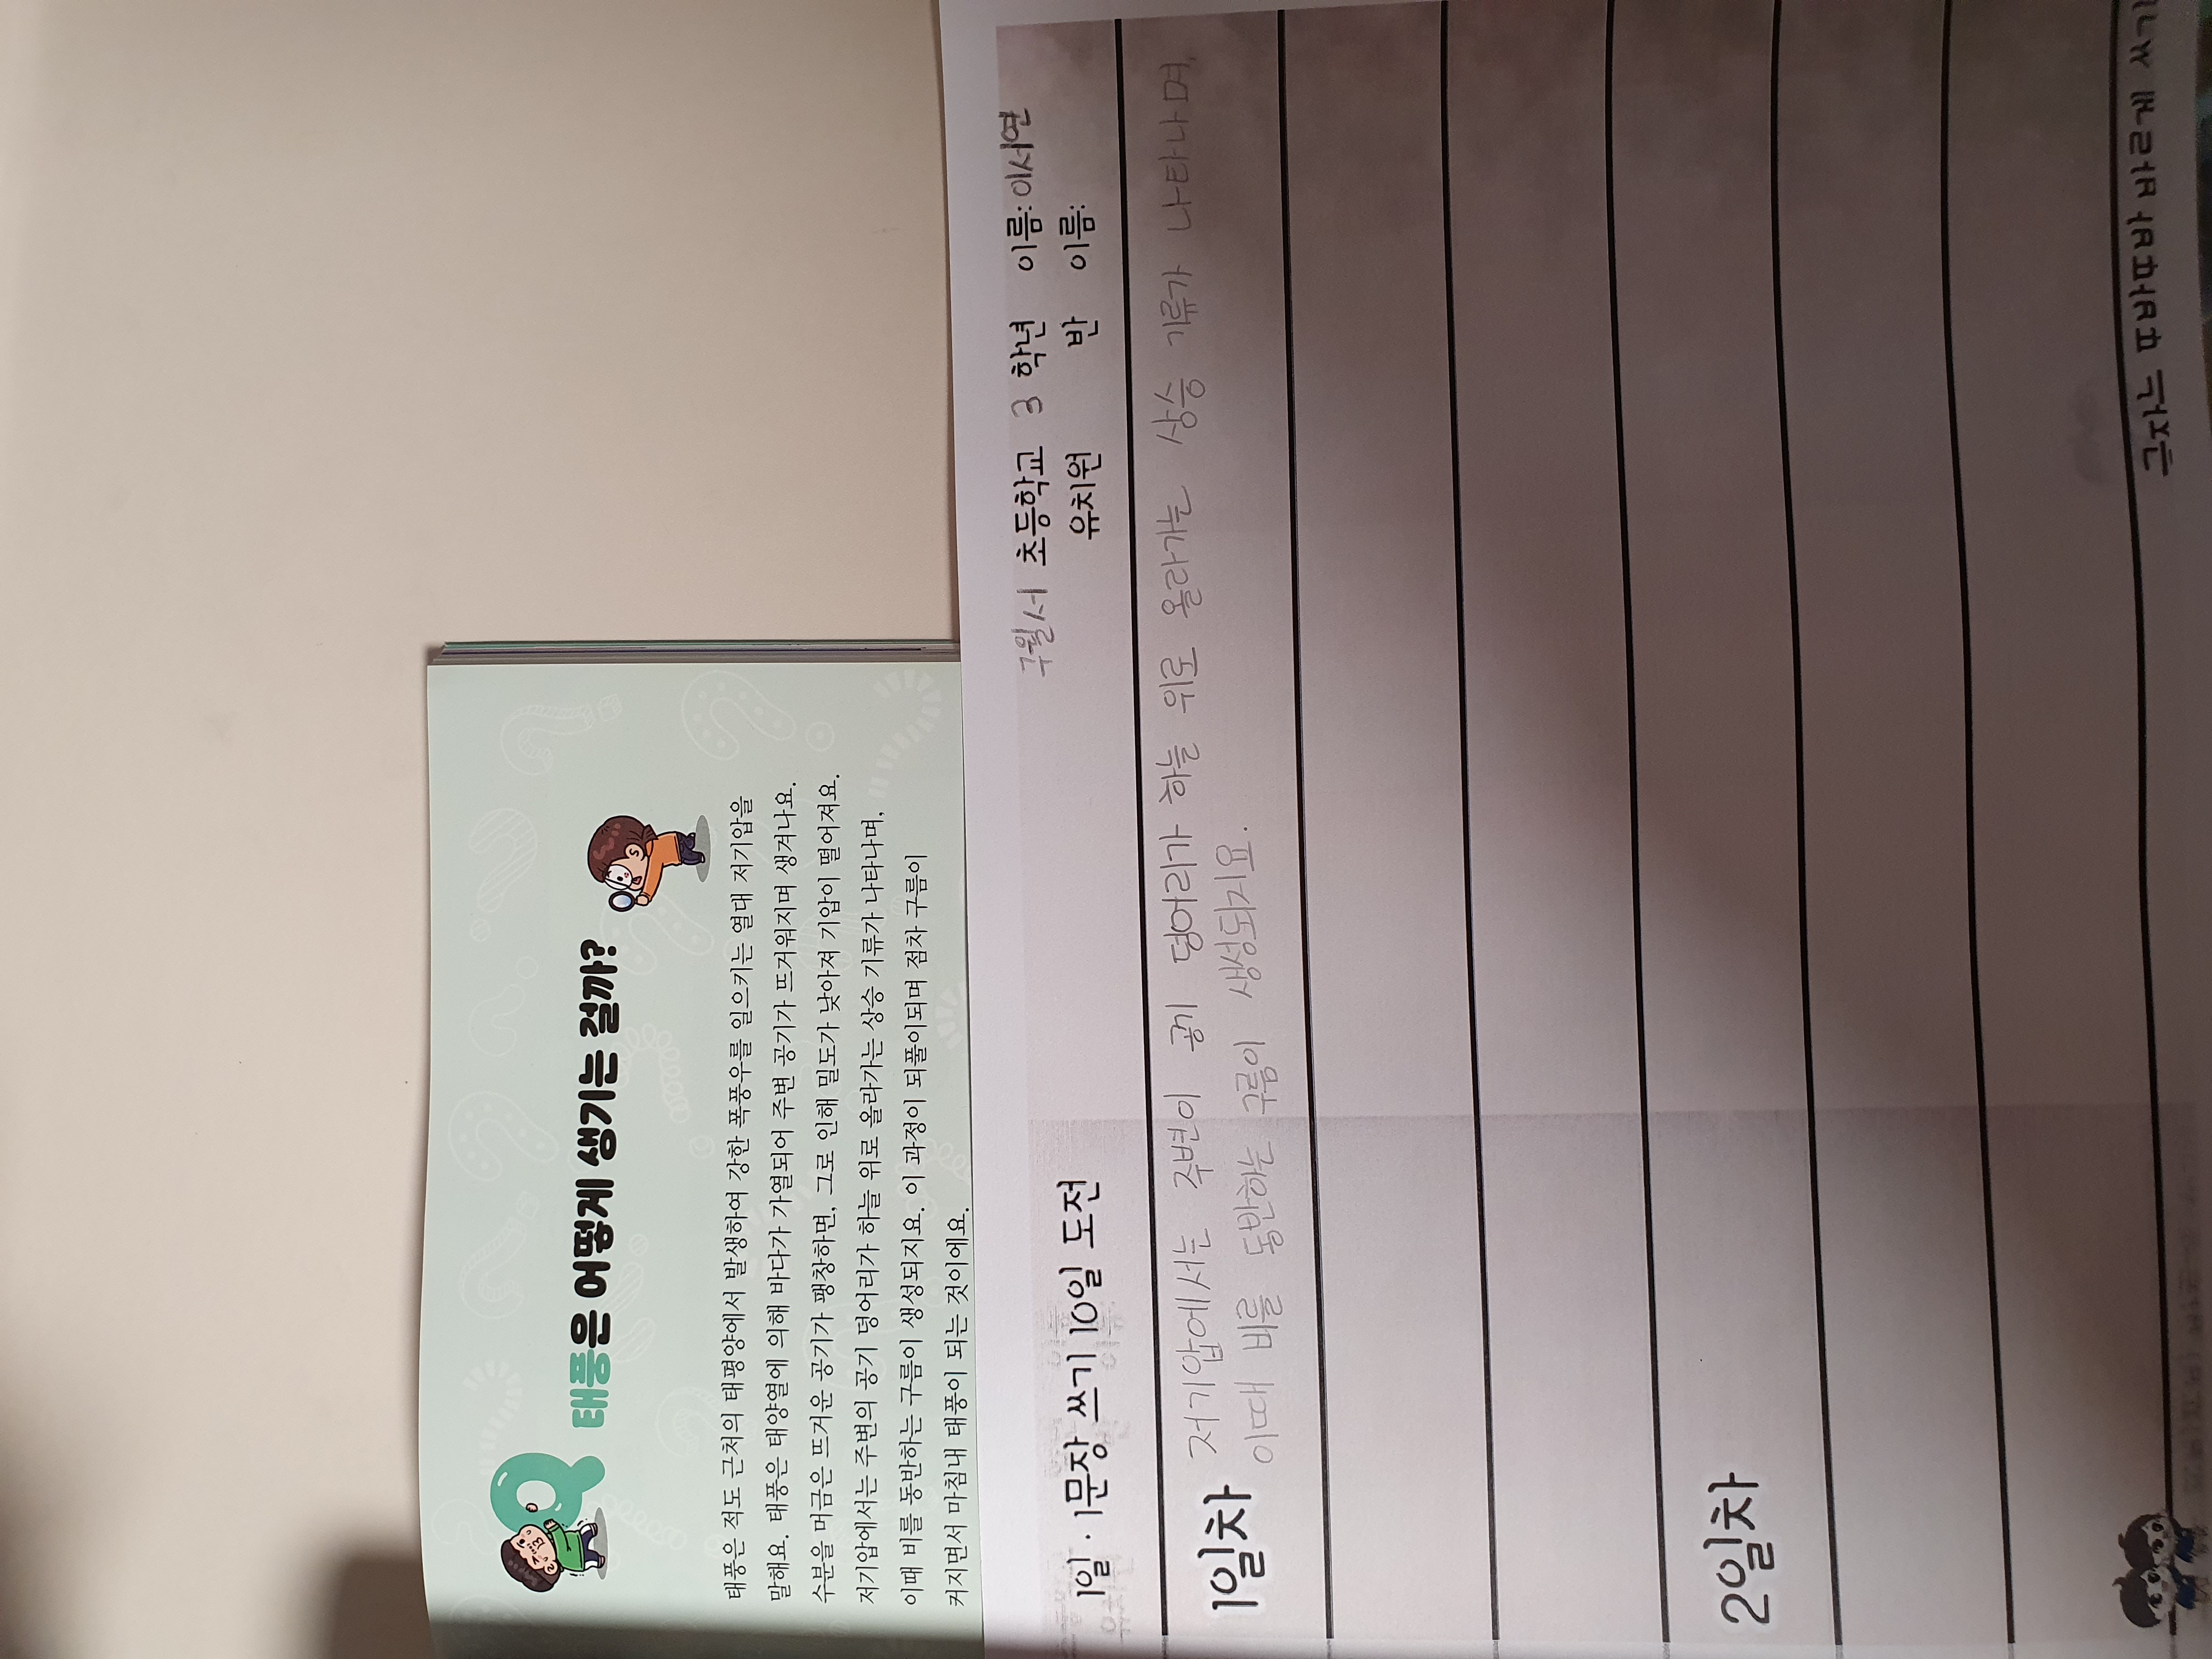 Q 태풍은 어떻게 생기는 걸까?
태풍은 적도 근처의 태평양에서 발생하여 강한 폭풍우를 일으키는 열대 저기압을
말해요. 태풍은 태양열에 의해 바다가 가열되어 주변 공기가 뜨거워지며 생겨나요.
수분을 머금은 뜨거운 공기가 팽창하면, 그로 인해 밀도가 낮아져 기압이 떨어져요.
저기압에서는 주변의 공기 덩어리가 하늘 위로 올라가는 상승 기류가 나타나며,
이때 비를 동반하는 구름이 생성되지요. 이 과정이 되풀이되며 점차 구름이
커지면서 마침내 태풍이 되는 것이에요.
1일·1문장 쓰기 10일 도전
구월서 초등학교 3 학년 이름: 이서연
유치원 반 이름:
1일차
저기압에서는 주변이 공기 덩어리가 하늘 위로 올라가는 상승 기류가 나타나며,
이때 비를 동반하는 구름이 생성되지요.
2일차